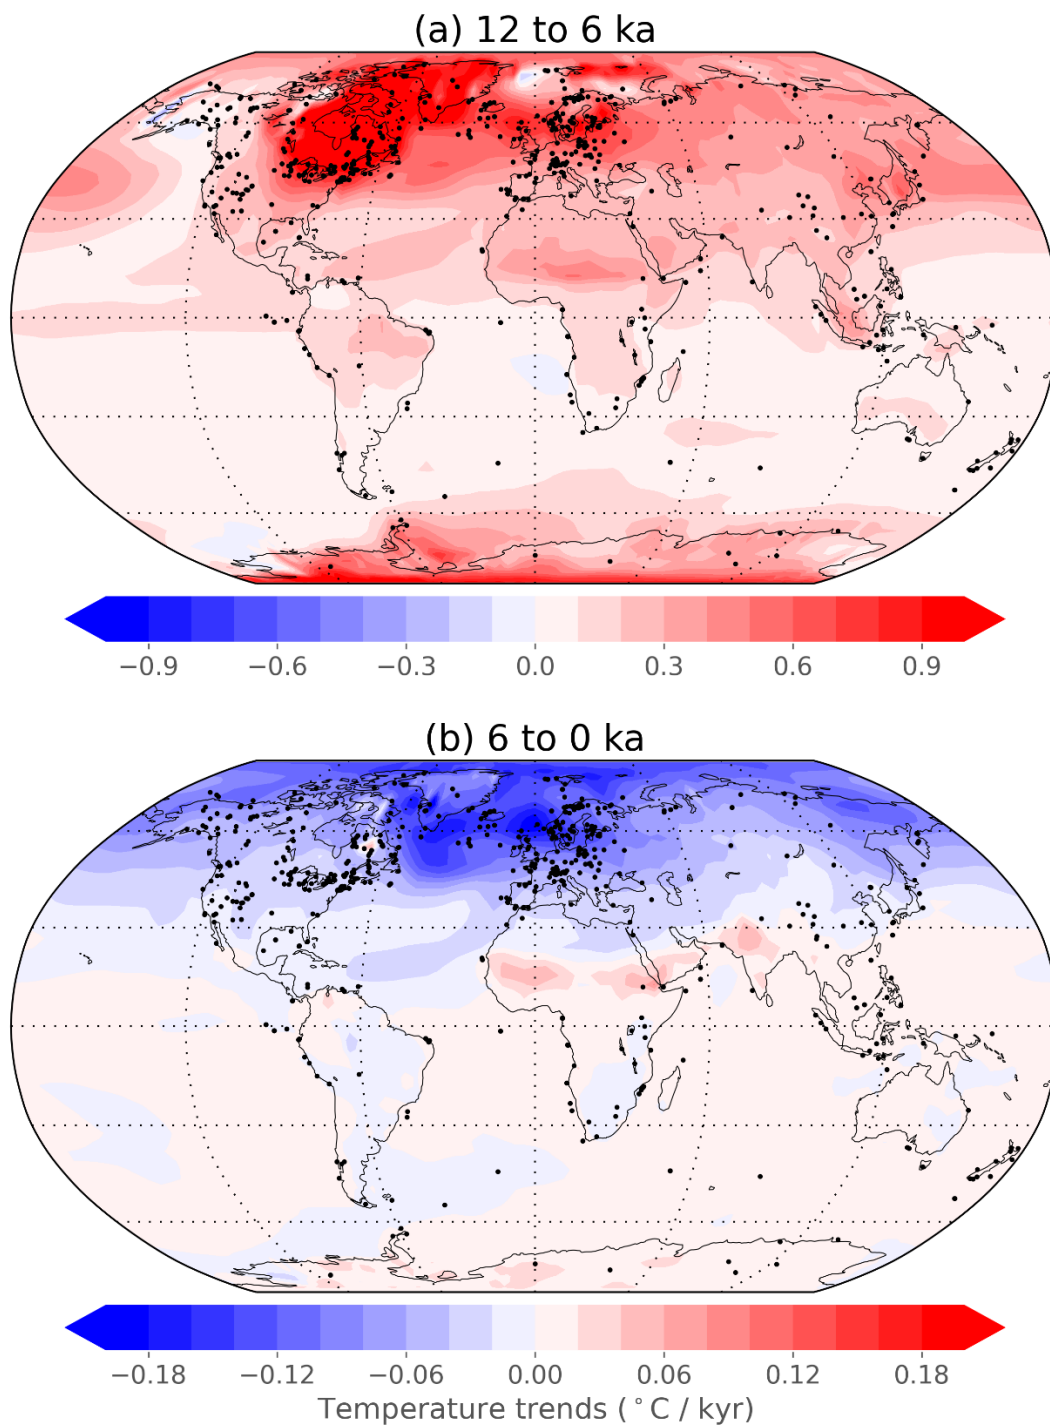 (a) 12 to 6 ka
−0.9 −0.6 −0.3 0.0 0.3 0.6 0.9
(b) 6 to 0 ka
−0.18 −0.12 −0.06 0.00 0.06 0.12 0.18
Temperature trends (°C / kyr)